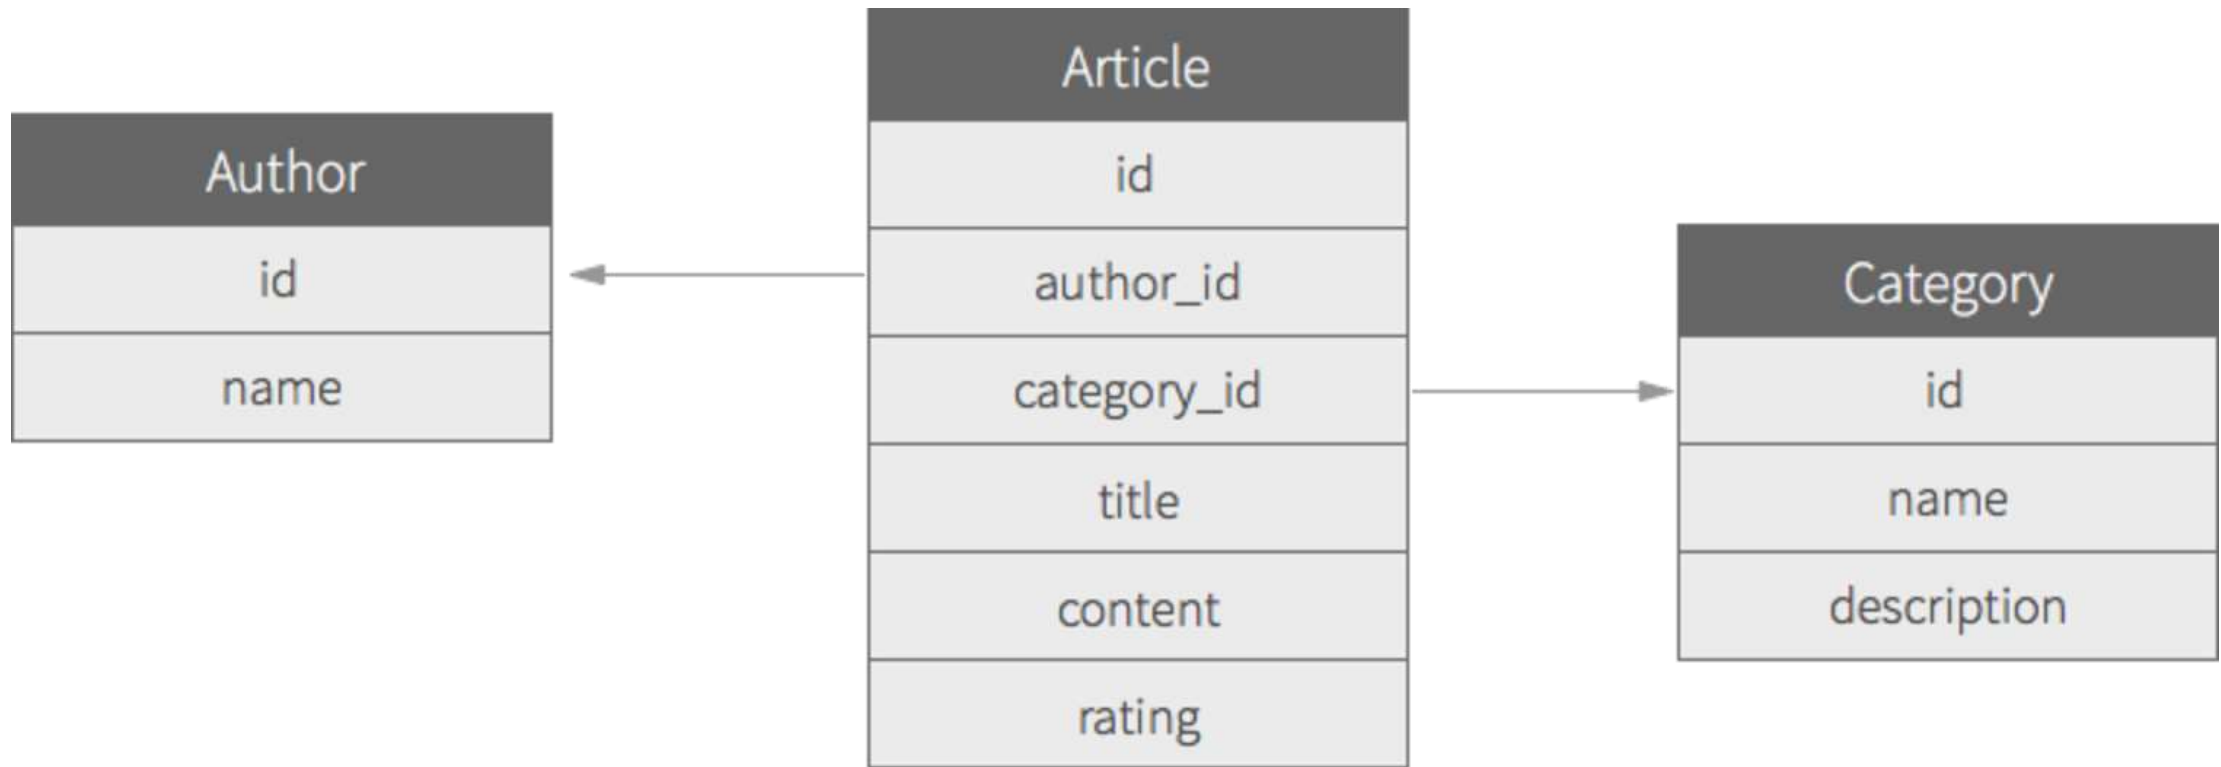 Author
id
name
Article
id
author_id
category_id
title
content
rating
Category
id
name
description